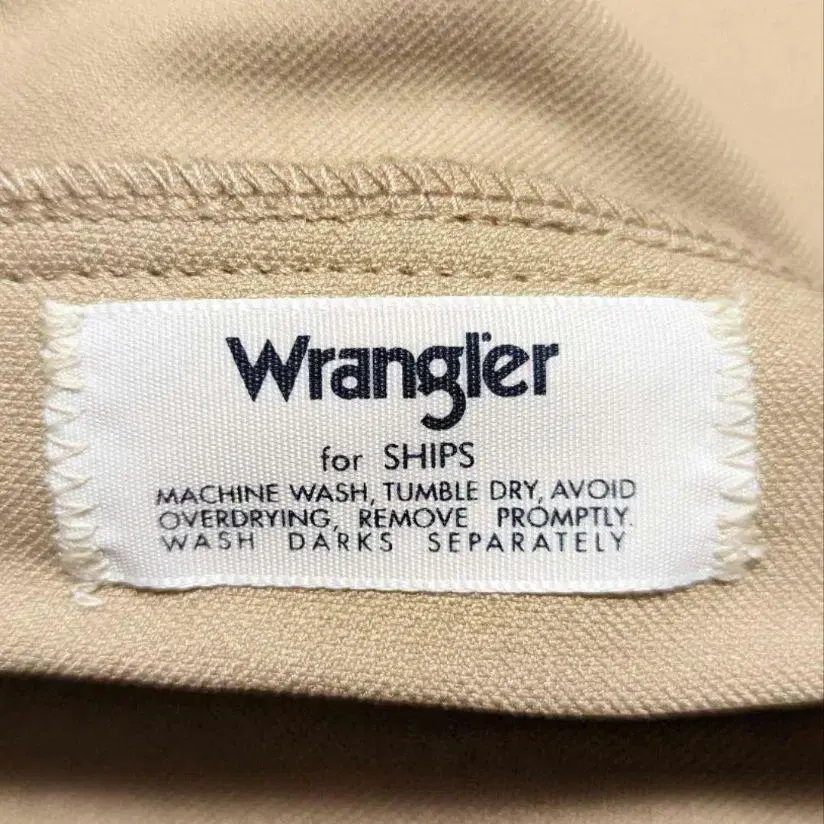 Wrangler
for SHIPS
MACHINE WASH, TUMBLE DRY, AVOID
OVERDRYING, REMOVE PROMPTLY.
WASH DARKS SEPARATELY